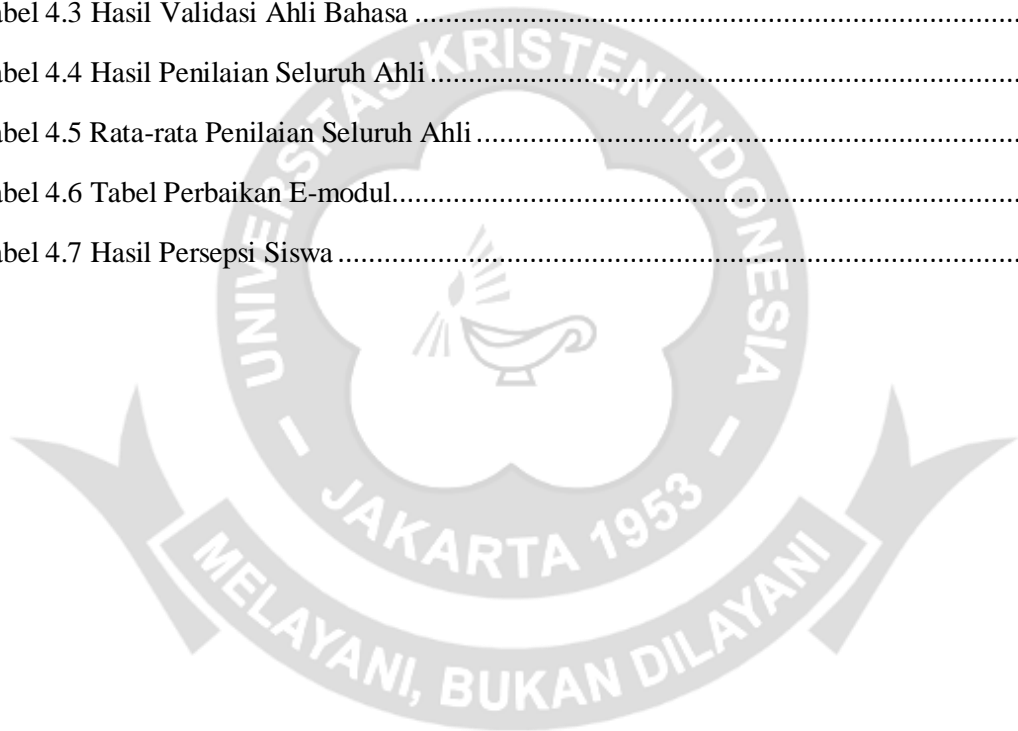 abel 4.3 Hasil Validasi Ahli Bahasa ....................................................................................
abel 4.4 Hasil Penilaian Seluruh Ahli ..................................................................................
abel 4.5 Rata-rata Penilaian Seluruh Ahli ............................................................................
abel 4.6 Tabel Perbaikan E-modul.......................................................................................
abel 4.7 Hasil Persepsi Siswa ..............................................................................................
UNIVERSITAS KRISTEN INDONESIA
JAKARTA 1953
MELAYANI, BUKAN DILAYANI